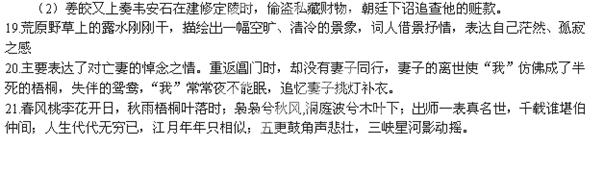 （2）姜皎又上奏韦安石在建修定陵时，偷盗私藏财物，朝廷下诏追查他的赃款。
19.荒原野草上的露水刚刚干，描绘出一幅空旷、清冷的景象，词人借景抒情，表达自己茫然、孤寂
之感
20.主要表达了对亡妻的悼念之情。重返阊门时，却没有妻子同行，妻子的离世使“我”仿佛成了半
死的梧桐，失伴的鸳鸯，“我”常常夜不能眠，追忆妻子挑灯补衣。
21.春风桃李花开日，秋雨梧桐叶落时；袅袅兮秋风，洞庭波兮木叶下；出师一表真名世，千载谁堪伯
仲间；人生代代无穷已，江月年年只相似；五更鼓角声悲壮，三峡星河影动摇。